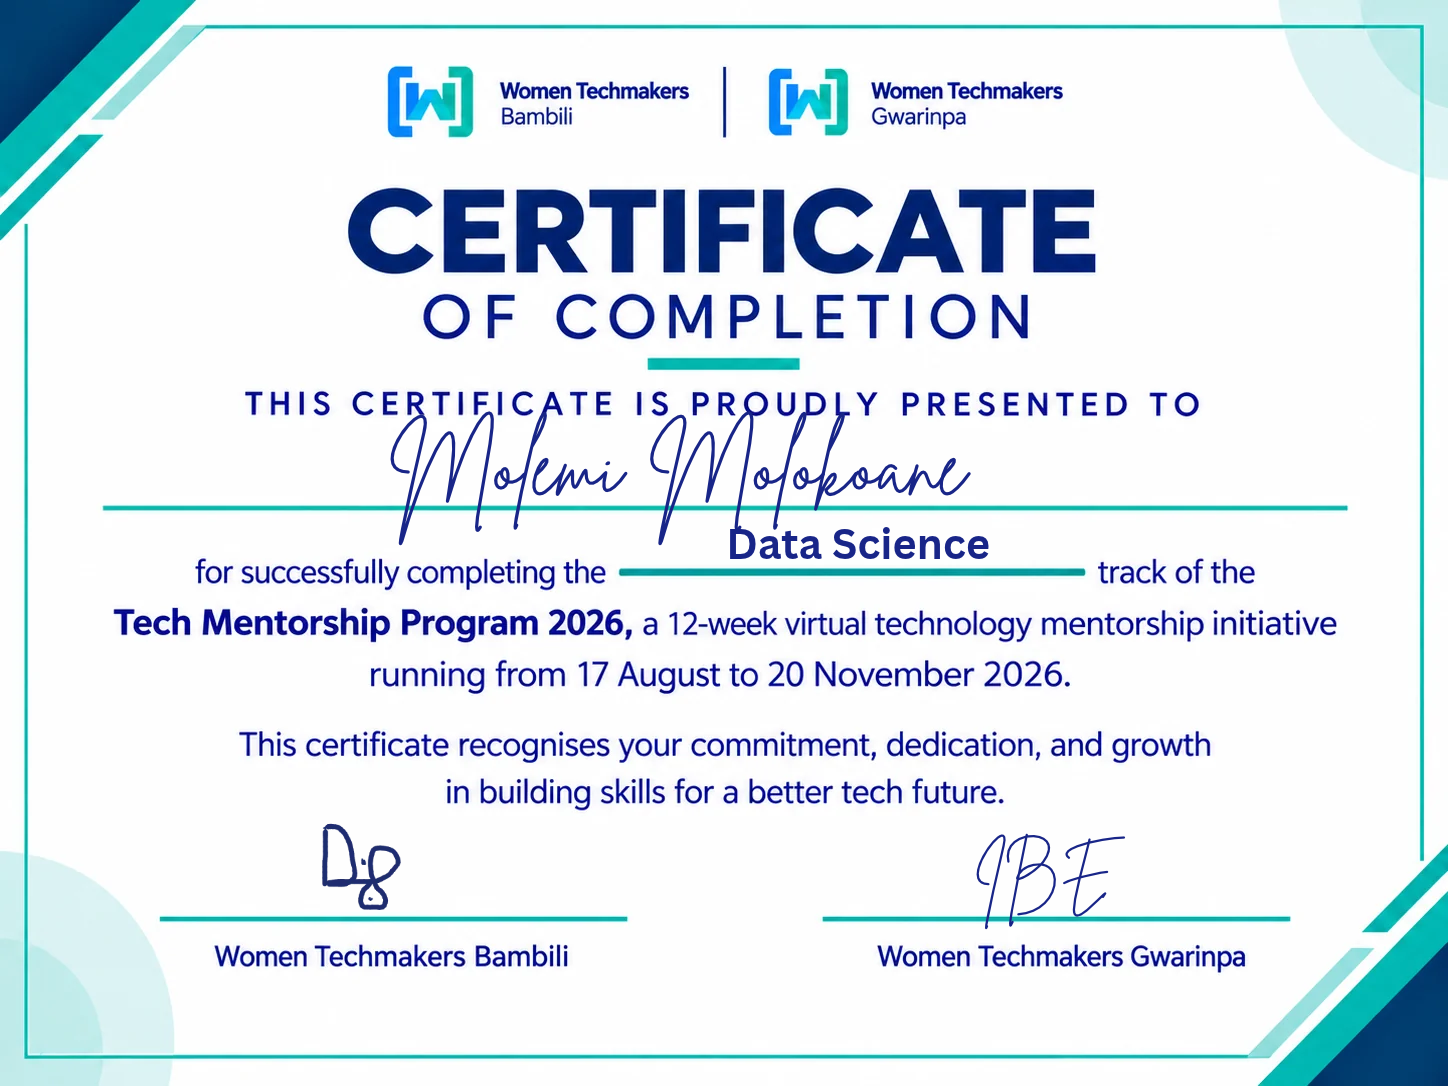 Women Techmakers
Bambili
Women Techmakers
Gwarinpa
CERTIFICATE
OF COMPLETION
THIS CERTIFICATE IS PROUDLY PRESENTED TO
Molemi Molokoane
Data Science
for successfully completing the track of the
Tech Mentorship Program 2026, a 12-week virtual technology mentorship initiative
running from 17 August to 20 November 2026.
This certificate recognises your commitment, dedication, and growth
in building skills for a better tech future.
IBE
Women Techmakers Bambili
Women Techmakers Gwarinpa